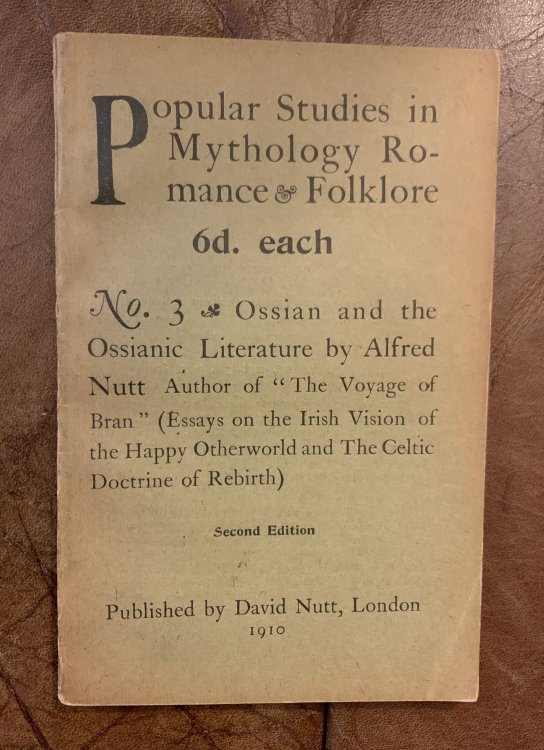 Popular Studies in
Mythology Ro-
mance & Folklore
6d. each
No. 3 Ossian and the
Ossianic Literature by Alfred
Nutt Author of “The Voyage of
Bran” (Essays on the Irish Vision of
the Happy Otherworld and The Celtic
Doctrine of Rebirth)
Second Edition
Published by David Nutt, London
1910